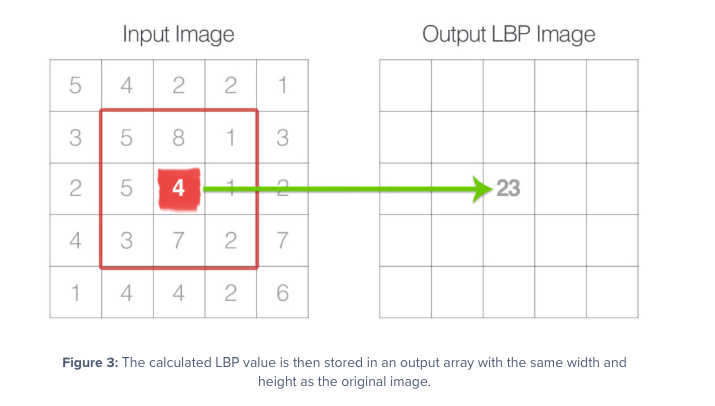 Input Image Output LBP Image
5 4 2 2 1
3 5 8 1 3
2 5 4 1 2 23
4 3 7 2 7
1 4 4 2 6
Figure 3: The calculated LBP value is then stored in an output array with the same width and
height as the original image.